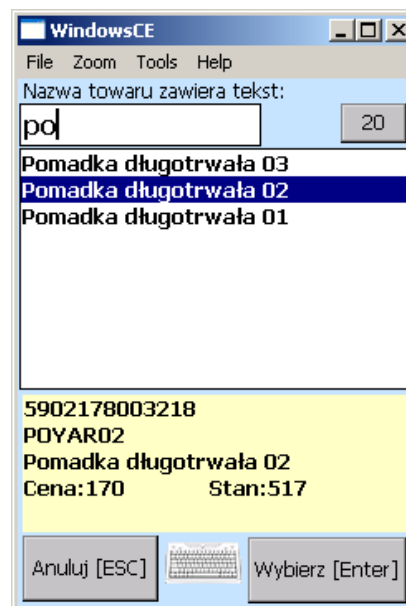 WindowsCE
File Zoom Tools Help
Nazwa towaru zawiera tekst:
po
20
Pomadka długotrwała 03
Pomadka długotrwała 02
Pomadka długotrwała 01
5902178003218
POYAR02
Pomadka długotrwała 02
Cena:170 Stan:517
Anuluj [ESC] Wybierz [Enter]